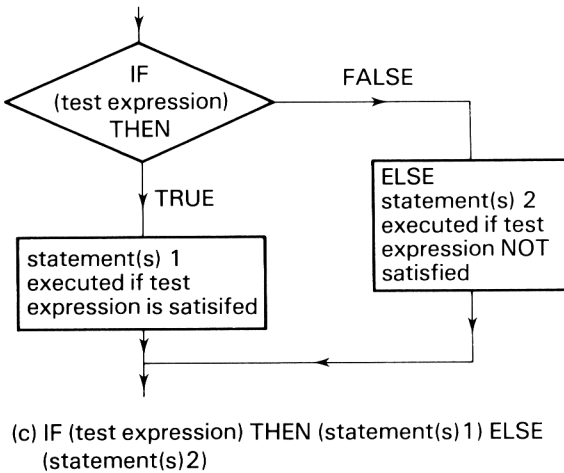 IF
(test expression)
THEN
FALSE
TRUE
ELSE
statement(s) 2
executed if test
expression NOT
satisfied
statement(s) 1
executed if test
expression is satisifed
(c) IF (test expression) THEN (statement(s)1) ELSE
(statement(s)2)